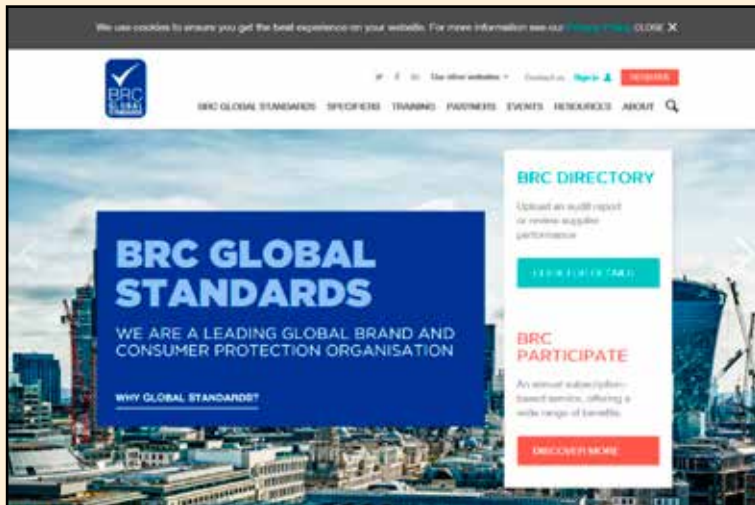 We use cookies to ensure you get the best experience on your website. For more information see our Privacy Policy CLOSE X
BRC
GLOBAL
STANDARDS
Our other websites Contact us Sign in REGISTER
BRC GLOBAL STANDARDS SPECIFIERS TRAINING PARTNERS EVENTS RESOURCES ABOUT
BRC DIRECTORY
Upload an audit report
or review supplier
performance
CLICK FOR DETAILS
BRC GLOBAL
STANDARDS
WE ARE A LEADING GLOBAL BRAND AND
CONSUMER PROTECTION ORGANISATION
WHY GLOBAL STANDARDS?
BRC
PARTICIPATE
An annual subscription-
based service, offering a
wide range of benefits.
DISCOVER MORE